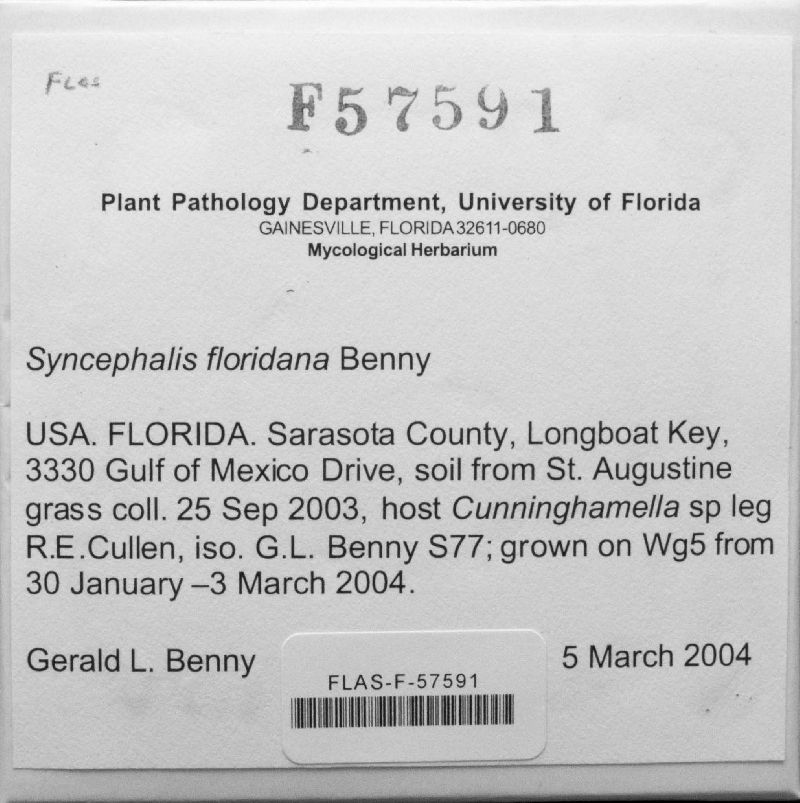 FLAS
F57591
Plant Pathology Department, University of Florida
GAINESVILLE, FLORIDA 32611-0680
Mycological Herbarium
Syncephalis floridana Benny
USA. FLORIDA. Sarasota County, Longboat Key,
3330 Gulf of Mexico Drive, soil from St. Augustine
grass coll. 25 Sep 2003, host Cunninghamella sp leg
R.E.Cullen, iso. G.L. Benny S77; grown on Wg5 from
30 January –3 March 2004.
Gerald L. Benny
5 March 2004
FLAS-F-57591